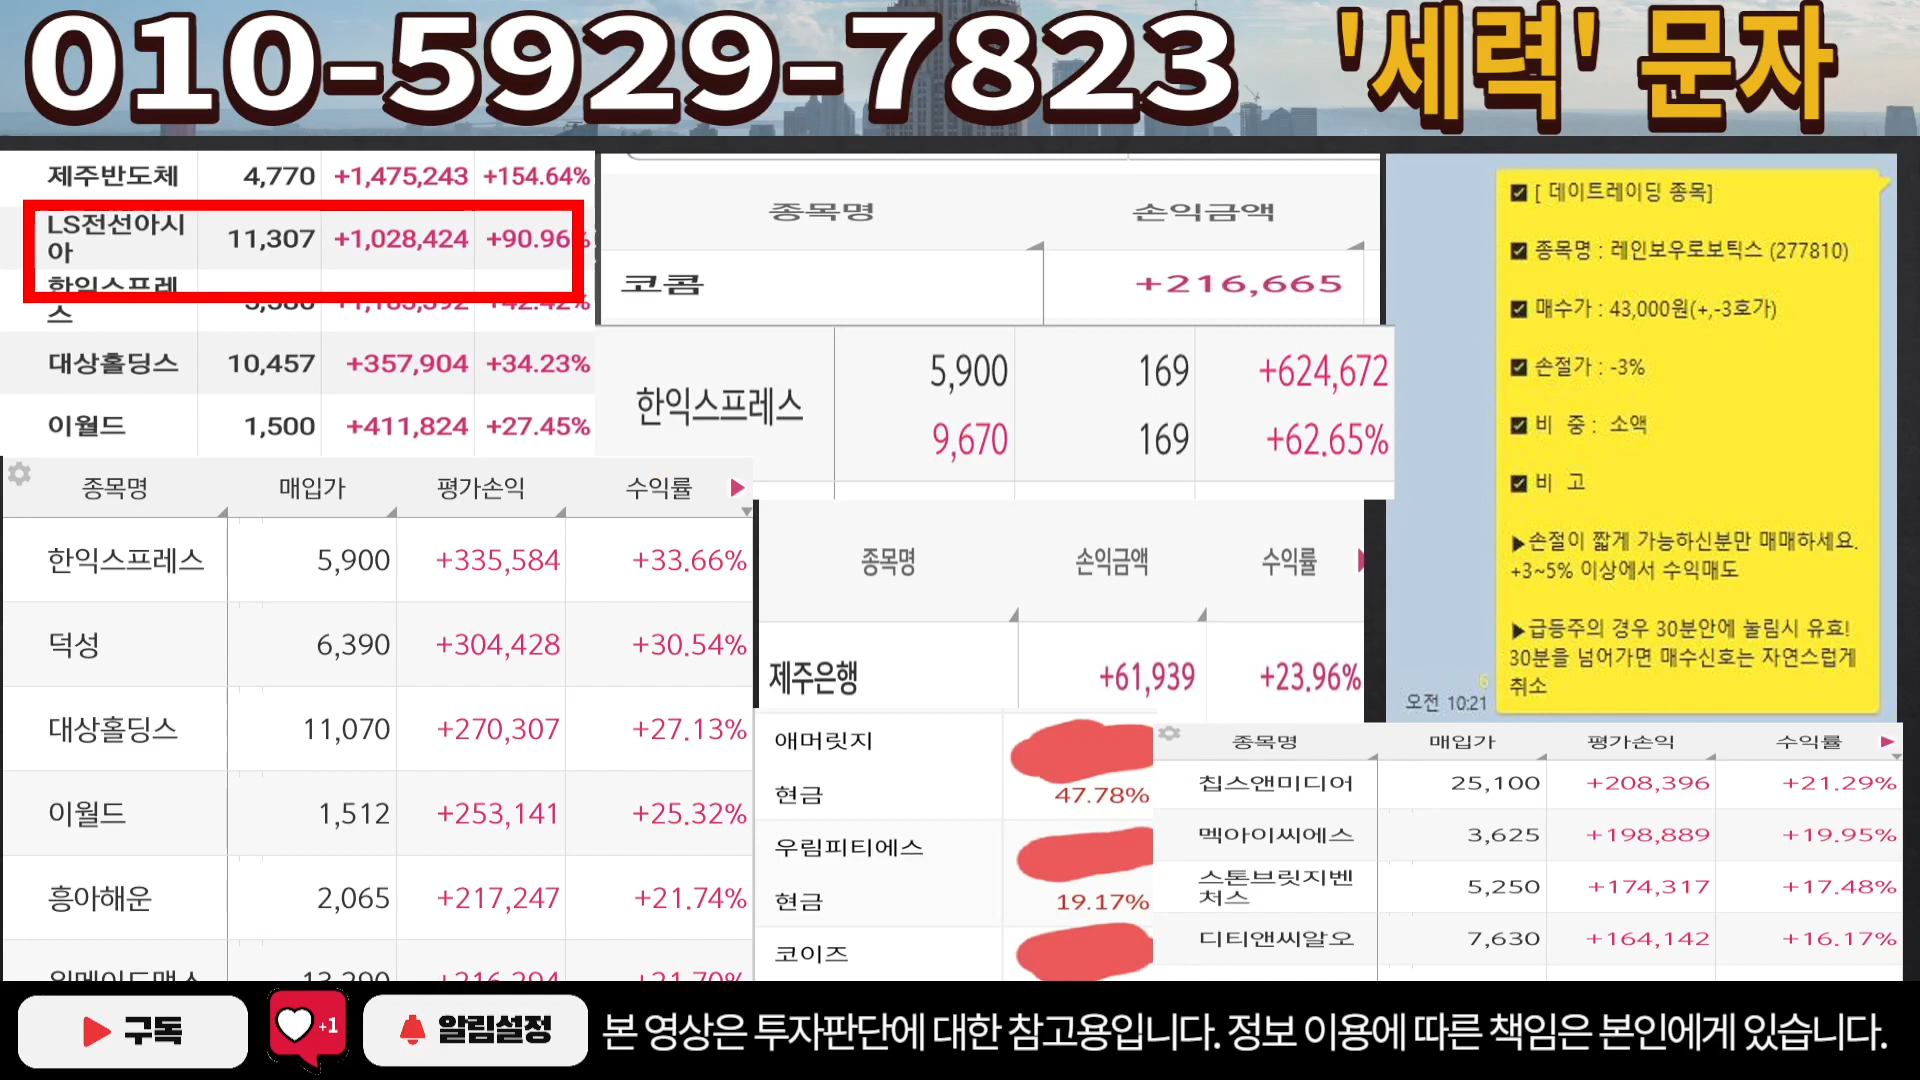 010-5929-7823 '세력' 문자
제주반도체 4,770 +1,475,243 +154.64%
LS전선아시아 11,307 +1,028,424 +90.96
한익스프레스
대상홀딩스 10,457 +357,904 +34.23%
이월드 1,500 +411,824 +27.45%
종목명 손익금액
코콤 +216,665
한익스프레스
5,900 169 +624,672
9,670 169 +62.65%
종목명 매입가 평가손익 수익률
한익스프레스 5,900 +335,584 +33.66%
덕성 6,390 +304,428 +30.54%
대상홀딩스 11,070 +270,307 +27.13%
이월드 1,512 +253,141 +25.32%
흥아해운 2,065 +217,247 +21.74%
종목명 손익금액 수익률
제주은행 +61,939 +23.96%
애머릿지
현금 47.78%
우림피티에스
현금 19.17%
코이즈
[ 데이트레이딩 종목]
종목명 : 레인보우로보틱스 (277810)
매수가 : 43,000원(+,-3호가)
손절가 : -3%
비 중 : 소액
비 고
▶손절이 짧게 가능하신분만 매매하세요.
+3~5% 이상에서 수익매도
▶급등주의 경우 30분안에 눌림시 유효!
30분을 넘어가면 매수신호는 자연스럽게
취소
6
오전 10:21
종목명 매입가 평가손익 수익률
칩스앤미디어 25,100 +208,396 +21.29%
멕아이씨에스 3,625 +198,889 +19.95%
스톤브릿지벤
처스 5,250 +174,317 +17.48%
디티앤씨알오 7,630 +164,142 +16.17%
구독 +1 알림설정 본 영상은 투자판단에 대한 참고용입니다. 정보 이용에 따른 책임은 본인에게 있습니다.